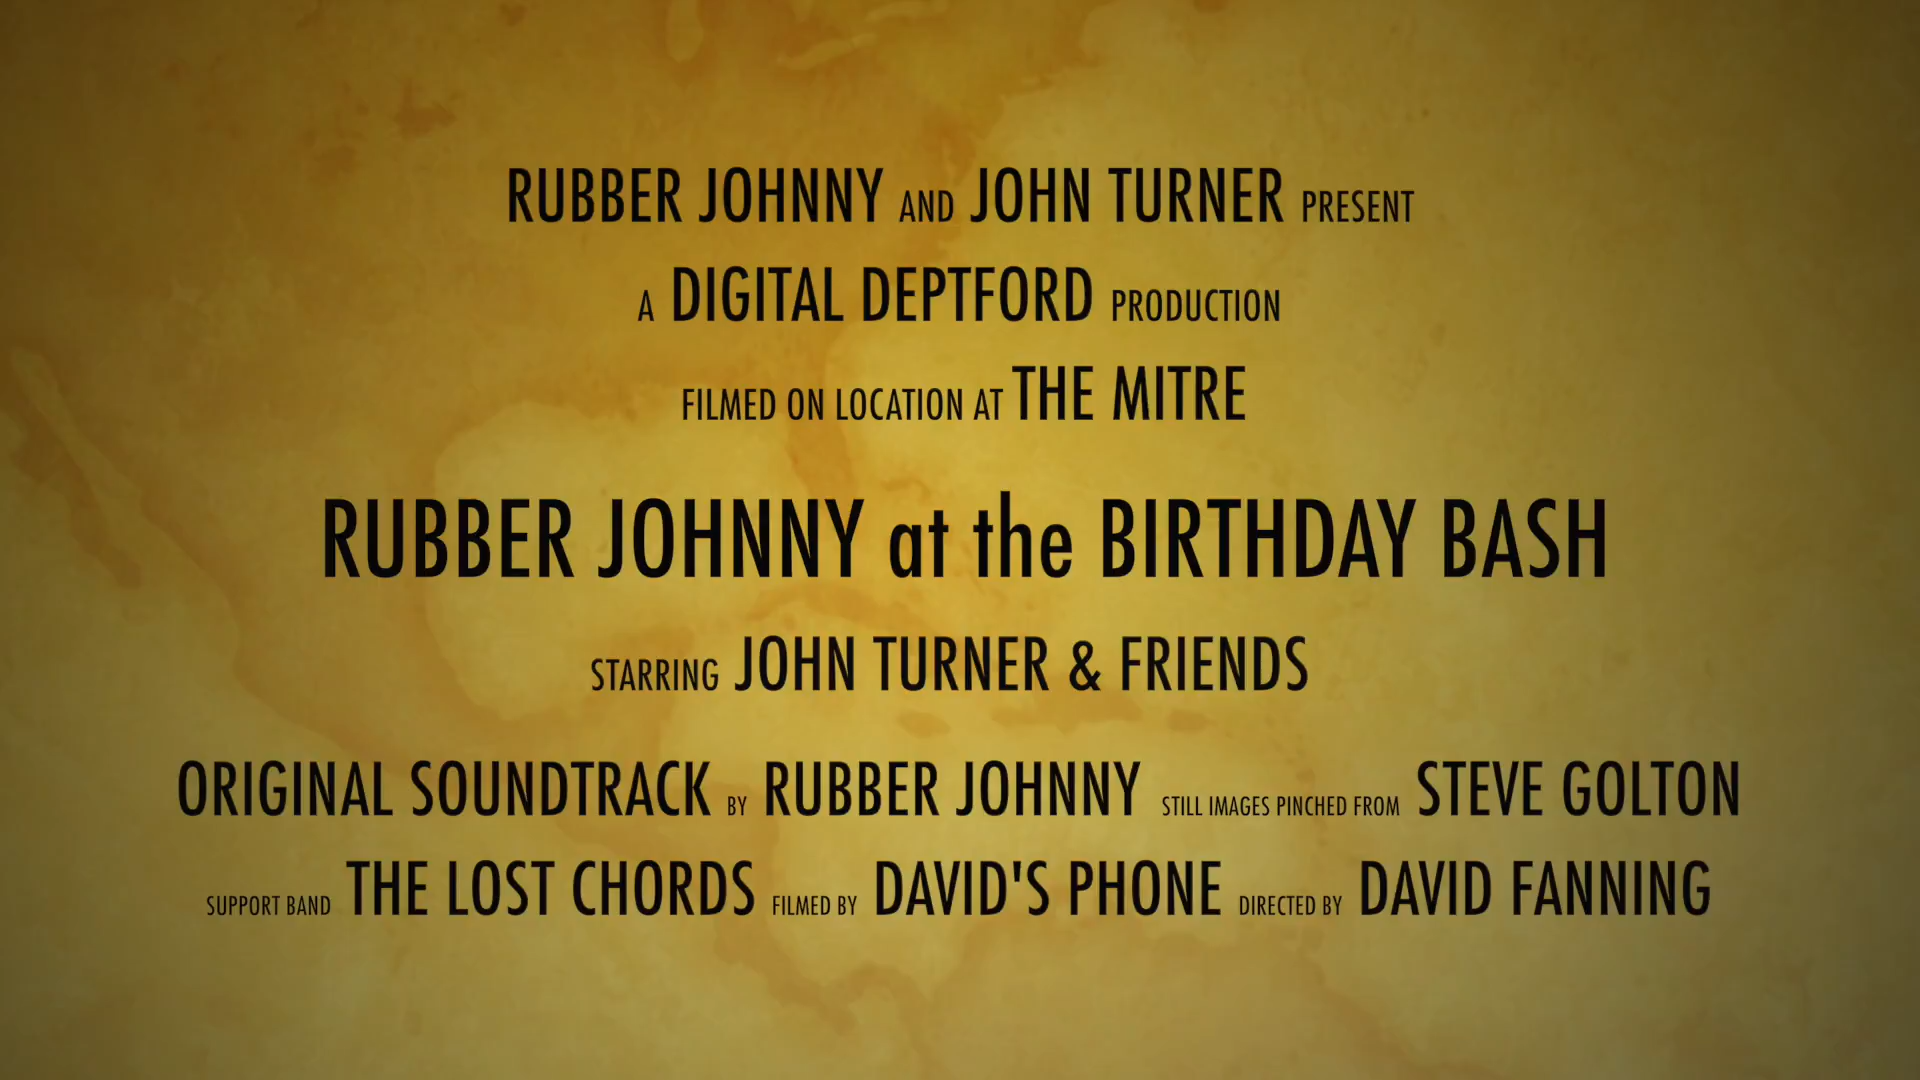 RUBBER JOHNNY AND JOHN TURNER PRESENT
A DIGITAL DEPTFORD PRODUCTION
FILMED ON LOCATION AT THE MITRE
RUBBER JOHNNY at the BIRTHDAY BASH
STARRING JOHN TURNER & FRIENDS
ORIGINAL SOUNDTRACK BY RUBBER JOHNNY STILL IMAGES PINCHED FROM STEVE GOLTON
SUPPORT BAND THE LOST CHORDS FILMED BY DAVID'S PHONE DIRECTED BY DAVID FANNING